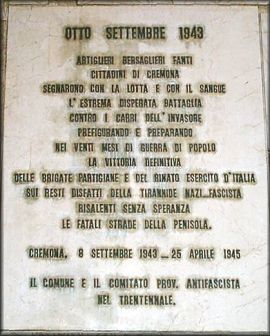 OTTO SETTEMBRE 1943
ARTIGLIERI BERSAGLIERI FANTI
CITTADINI DI CREMONA
SEGNARONO CON LA LOTTA E CON IL SANGUE
L'ESTREMA DISPERATA BATTAGLIA
CONTRO I CARRI DELL'INVASORE
PREFIGURANDO E PREPARANDO
NEI VENTI MESI DI GUERRA DI POPOLO
LA VITTORIA DEFINITIVA
DELLE BRIGATE PARTIGIANE E DEL RINATO ESERCITO D'ITALIA
SUI RESTI DISFATTI DELLA TIRANNIDE NAZI-FASCISTA
RISALENTI SENZA SPERANZA
LE FATALI STRADE DELLA PENISOLA.
CREMONA, 8 SETTEMBRE 1943 - 25 APRILE 1945
IL COMUNE E IL COMITATO PROV. ANTIFASCISTA
NEL TRENTENNALE.